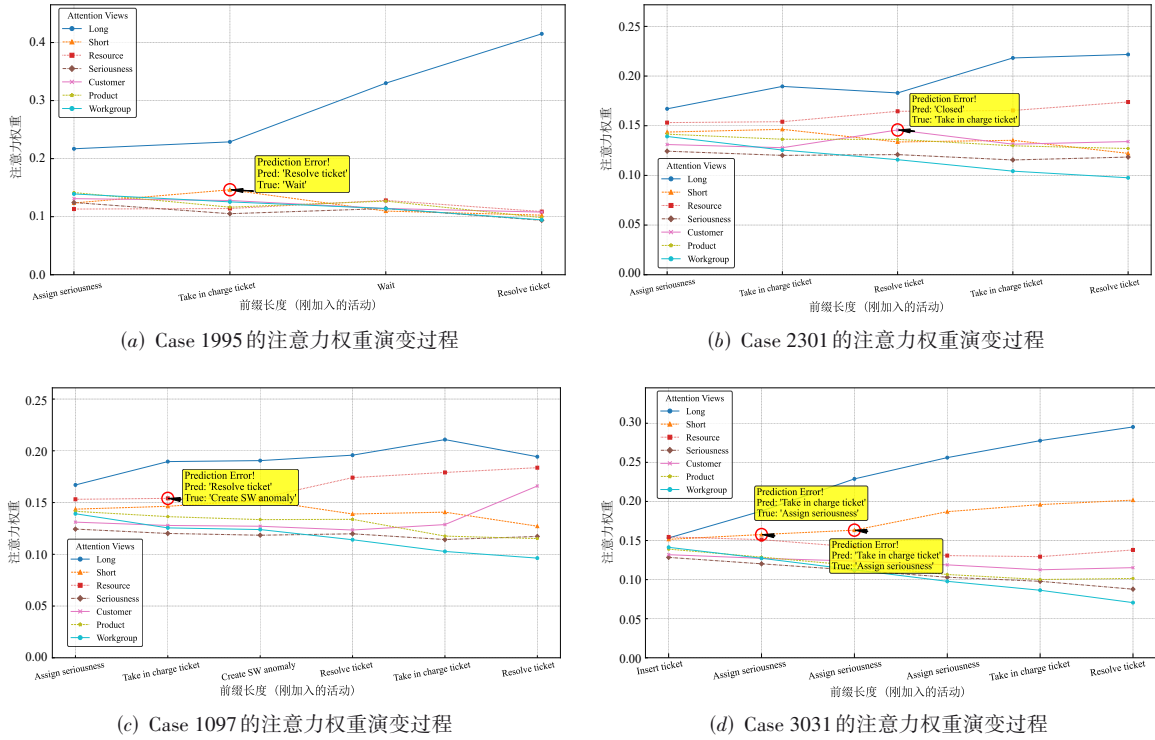 Attention Views
Long
Short
Resource
Seriousness
Customer
Product
Workgroup
0.4
0.3
0.2
0.1
0.0
注意力权重
Prediction Error!
Pred: 'Resolve ticket'
True: 'Wait'
Assign seriousness
Take in charge ticket
Wait
Resolve ticket
前缀长度（刚加入的活动）
(a) Case 1995的注意力权重演变过程
0.25
0.20
0.15
0.10
0.05
0.00
注意力权重
Prediction Error!
Pred: 'Closed'
True: 'Take in charge ticket'
Attention Views
Long
Short
Resource
Seriousness
Customer
Product
Workgroup
Assign seriousness
Take in charge ticket
Resolve ticket
Take in charge ticket
Resolve ticket
前缀长度（刚加入的活动）
(b) Case 2301的注意力权重演变过程
0.25
0.20
0.15
0.10
0.05
0.00
注意力权重
Prediction Error!
Pred: 'Resolve ticket'
True: 'Create SW anomaly'
Attention Views
Long
Short
Resource
Seriousness
Customer
Product
Workgroup
Assign seriousness
Take in charge ticket
Create SW anomaly
Resolve ticket
Take in charge ticket
Resolve ticket
前缀长度（刚加入的活动）
(c) Case 1097的注意力权重演变过程
Attention Views
Long
Short
Resource
Seriousness
Customer
Product
Workgroup
0.30
0.25
0.20
0.15
0.10
0.05
0.00
注意力权重
Prediction Error!
Pred: 'Take in charge ticket'
True: 'Assign seriousness'
Prediction Error!
Pred: 'Take in charge ticket'
True: 'Assign seriousness'
Insert ticket
Assign seriousness
Assign seriousness
Assign seriousness
Take in charge ticket
Resolve ticket
前缀长度（刚加入的活动）
(d) Case 3031的注意力权重演变过程